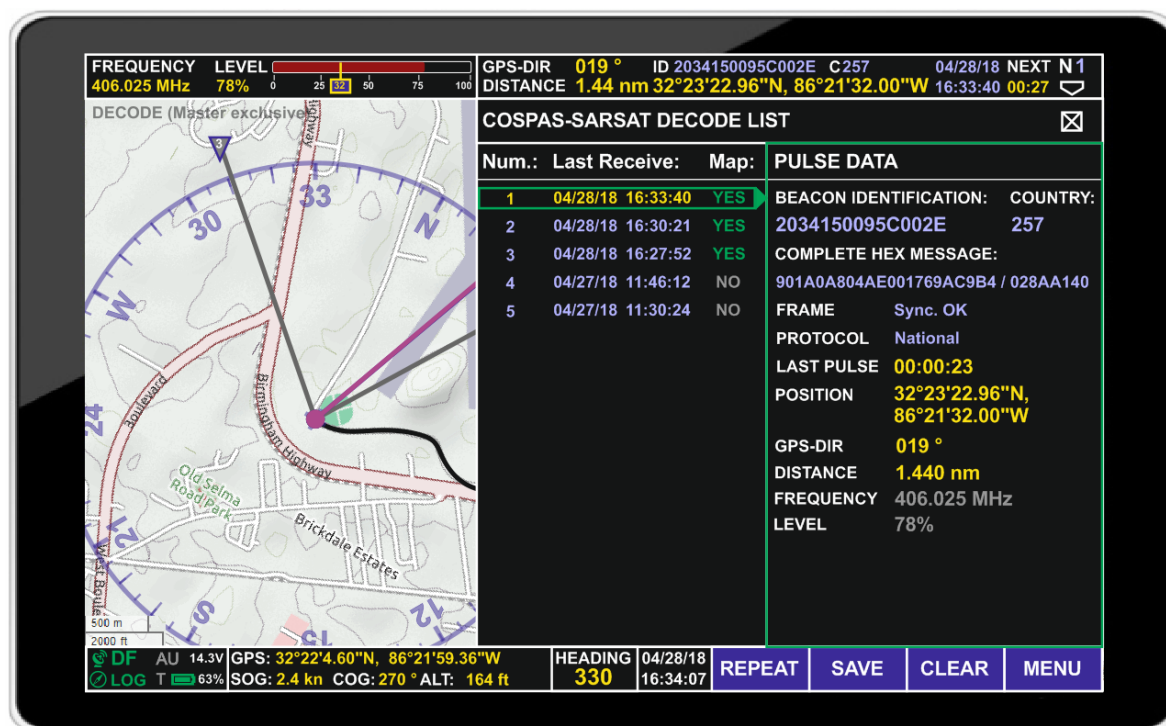 FREQUENCY LEVEL
406.025 MHz 78% 0 25 32 50 75 100
GPS-DIR 019 ° ID 2034150095C002E C 257 04/28/18 NEXT N 1
DISTANCE 1.44 nm 32°23'22.96"N, 86°21'32.00"W 16:33:40 00:27
DECODE (Master exclusive)
Highway
3
33
30
N
W
24
21
S
15
12
Boulevard
Birmingham Highway
Old Selma
Road Park
Brickdale Estates
West Boule
500 m
2000 ft
COSPAS-SARSAT DECODE LIST
Num.: Last Receive: Map:
1 04/28/18 16:33:40 YES
2 04/28/18 16:30:21 YES
3 04/28/18 16:27:52 YES
4 04/27/18 11:46:12 NO
5 04/27/18 11:30:24 NO
PULSE DATA
BEACON IDENTIFICATION: COUNTRY:
2034150095C002E 257
COMPLETE HEX MESSAGE:
901A0A804AE001769AC9B4 / 028AA140
FRAME Sync. OK
PROTOCOL National
LAST PULSE 00:00:23
POSITION 32°23'22.96"N,
86°21'32.00"W
GPS-DIR 019 °
DISTANCE 1.440 nm
FREQUENCY 406.025 MHz
LEVEL 78%
DF AU 14.3V GPS: 32°22'4.60"N, 86°21'59.36"W HEADING 04/28/18
LOG T 63% SOG: 2.4 kn COG: 270 ° ALT: 164 ft 330 16:34:07
REPEAT SAVE CLEAR MENU